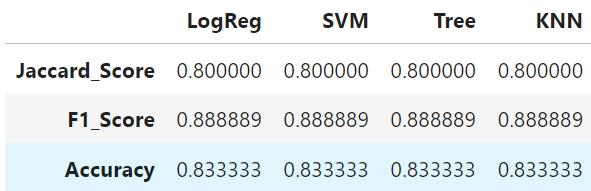 LogReg SVM Tree KNN
Jaccard_Score 0.800000 0.800000 0.800000 0.800000
F1_Score 0.888889 0.888889 0.888889 0.888889
Accuracy 0.833333 0.833333 0.833333 0.833333